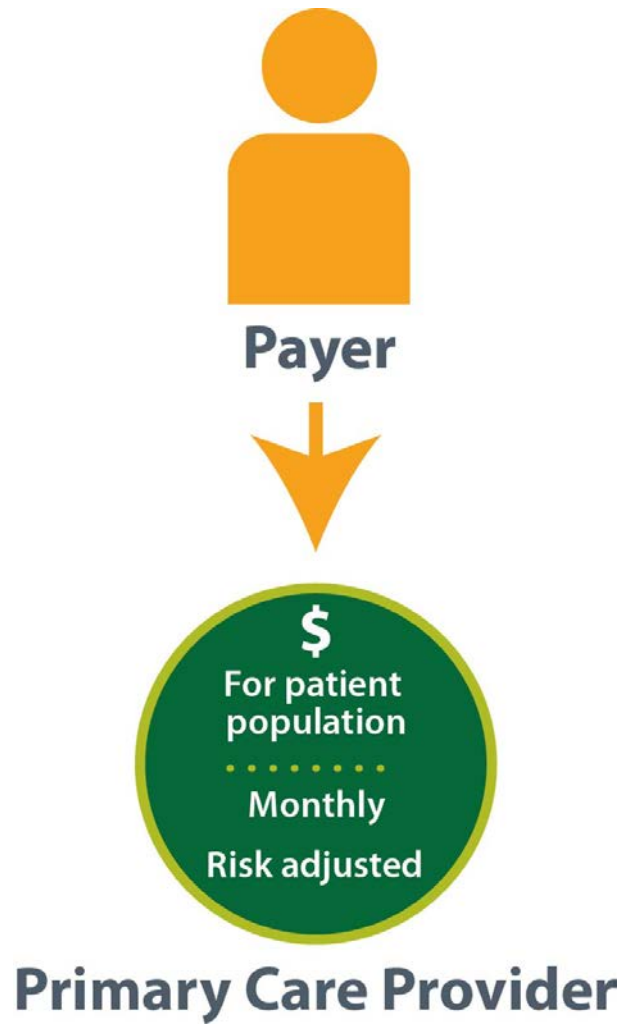 Payer
$
For patient
population
Monthly
Risk adjusted
Primary Care Provider